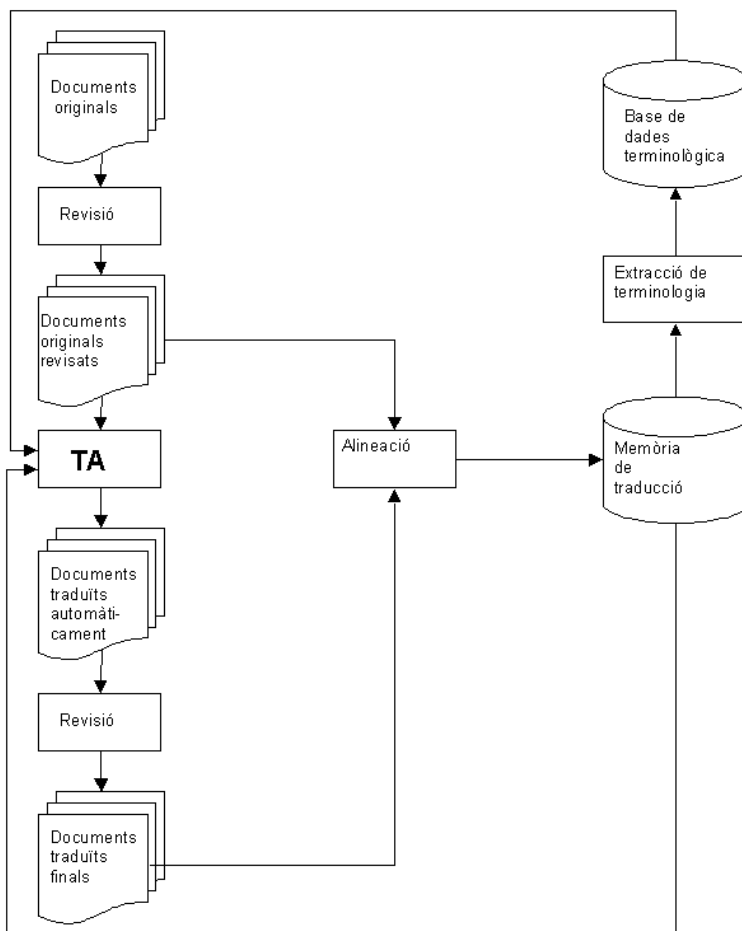 Documents
originals
Revisió
Documents
originals
revisats
TA
Documents
traduïts
automàti-
cament
Revisió
Documents
traduïts
finals
Alineació
Base de
dades
terminològica
Extracció de
terminologia
Memòria
de
traducció